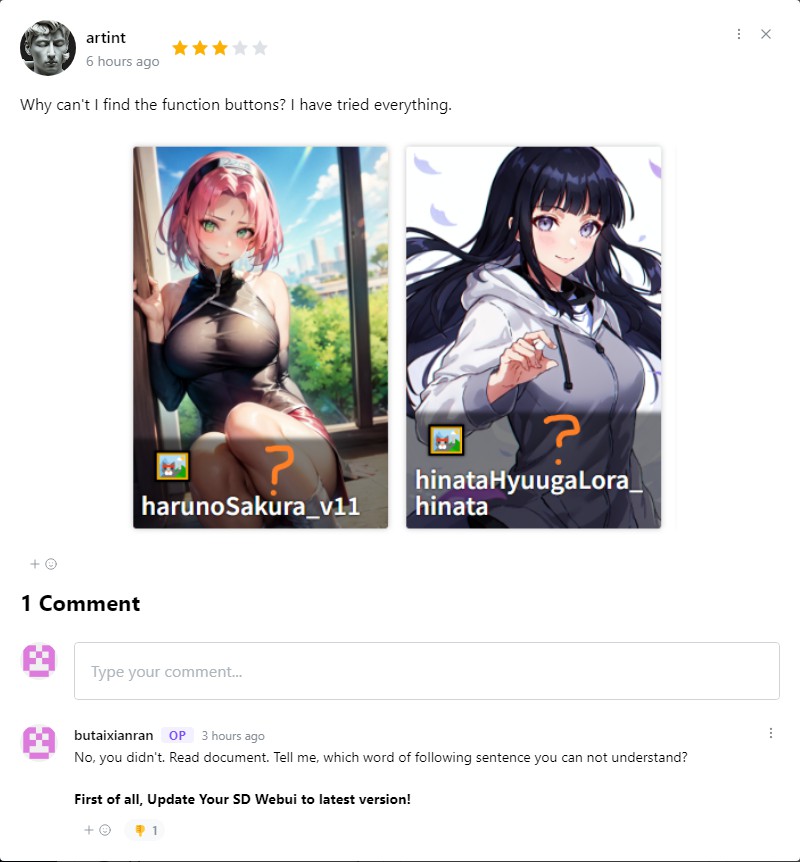 artint
6 hours ago
Why can't I find the function buttons? I have tried everything.
?
?
harunoSakura_v11
hinataHyuugaLora_
hinata
1 Comment
Type your comment...
butaixianran OP 3 hours ago
No, you didn't. Read document. Tell me, which word of following sentence you can not understand?
First of all, Update Your SD Webui to latest version!
1